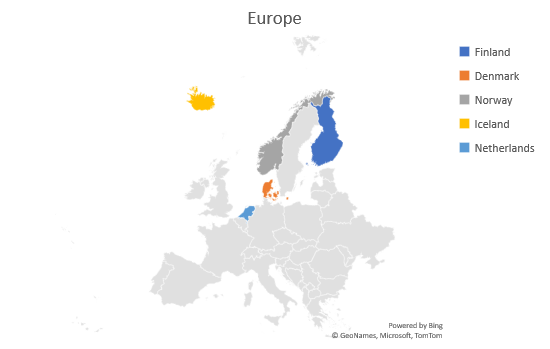 Europe
Finland
Denmark
Norway
Iceland
Netherlands
Powered by Bing
© GeoNames, Microsoft, TomTom